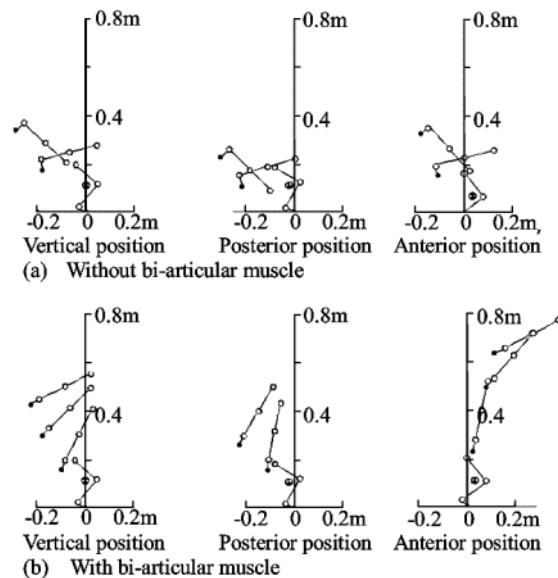 0.8m 0.8m 0.8m
0.4 0.4 0.4
-0.2 0 0.2m -0.2 0 0.2m -0.2 0 0.2m,
Vertical position Posterior position Anterior position
(a) Without bi-articular muscle
0.8m 0.8m 0.8m
0.4 0.4 0.4
-0.2 0 0.2m -0.2 0 0.2m -0.2 0 0.2m
Vertical position Posterior position Anterior position
(b) With bi-articular muscle